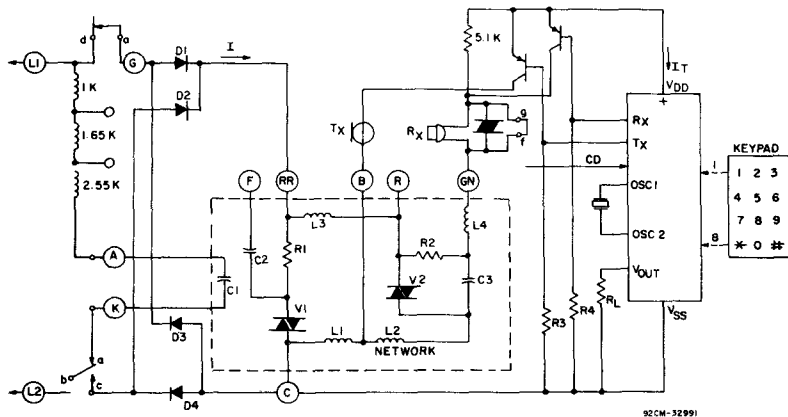 d a
L1 G D1 I
D2
1K
1.65K
2.55K
5.1K
IT
VDD
+
Tx Rx g
f
Rx
Tx
CD
OSC1
OSC 2
VOUT
VSS
RL
R3 R4
1
8
KEYPAD
1 2 3
4 5 6
7 8 9
* 0 #
F RR B R GN
L3
L4
C2 R1 R2
V2 C3
A
C1
K
V1
L1 L2
NETWORK
D3
a
b
c
L2 D4 C
92CM-32991